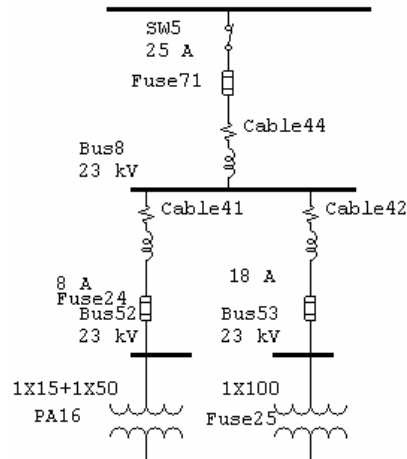 SW5
25 A
Fuse71
Cable44
Bus8
23 kV
Cable41
Cable42
8 A
Fuse24
18 A
Bus52
Bus53
23 kV
23 kV
1X15+1X50
1X100
PA16
Fuse25